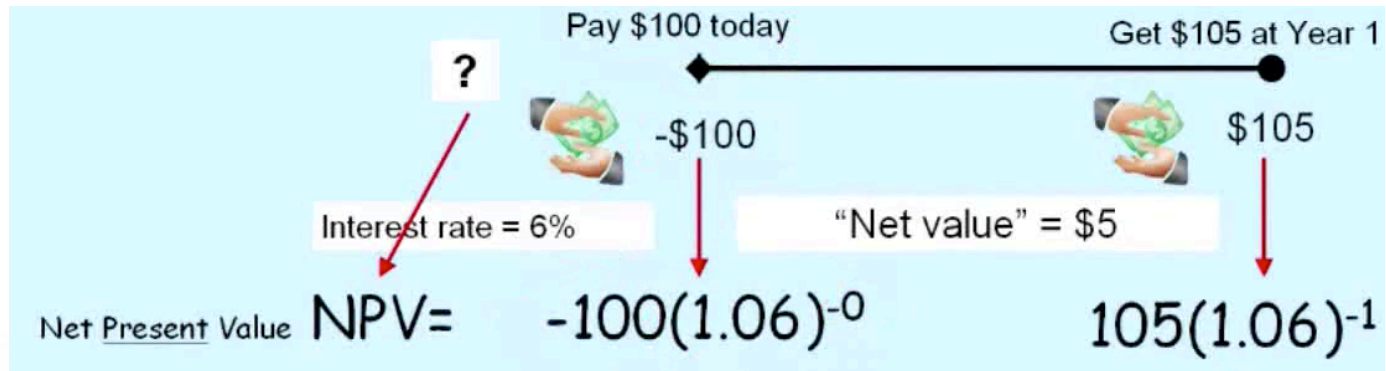 Pay $100 today
Get $105 at Year 1
?
-$100
$105
Interest rate = 6%
“Net value” = $5
Net Present Value NPV= -100(1.06)⁻⁰ 105(1.06)⁻¹